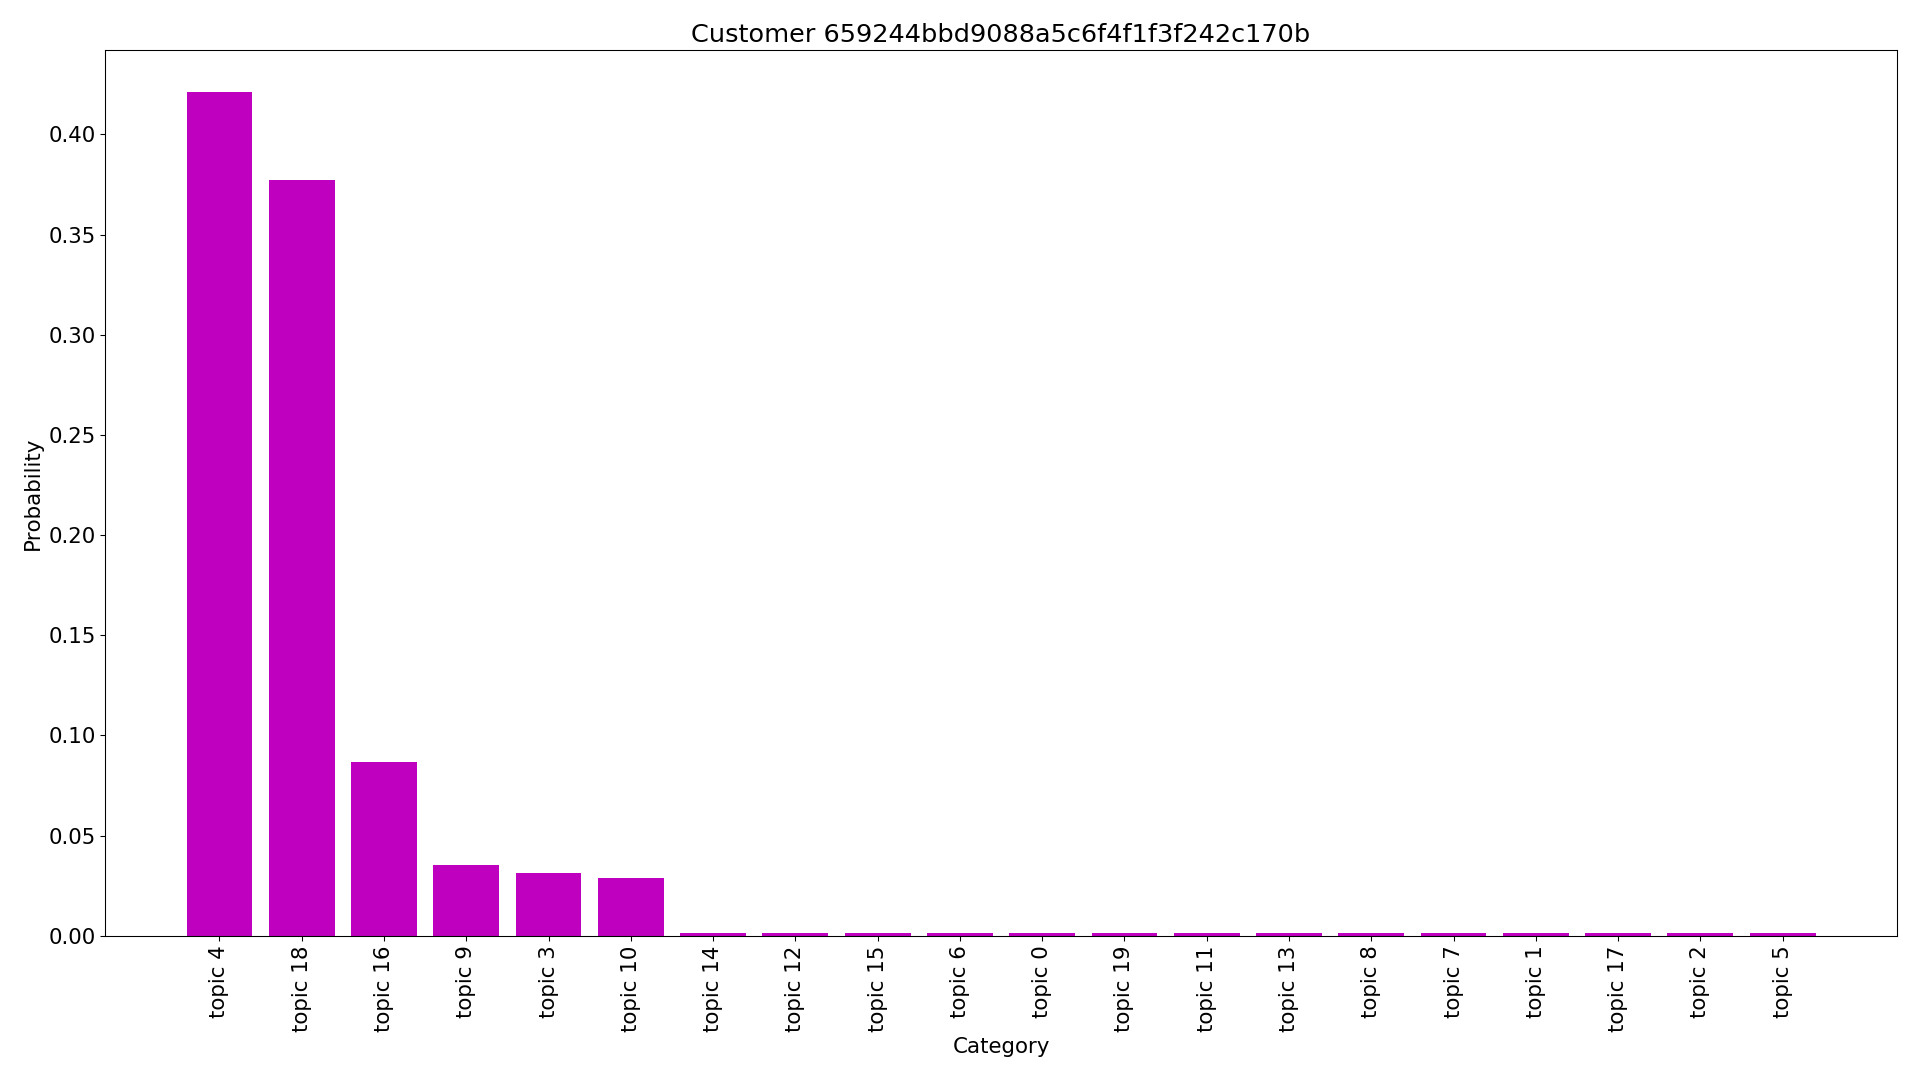 Customer 659244bbd9088a5c6f4f1f3f242c170b
Probability
0.40
0.35
0.30
0.25
0.20
0.15
0.10
0.05
0.00
topic 4
topic 18
topic 16
topic 9
topic 3
topic 10
topic 14
topic 12
topic 15
topic 6
topic 0
topic 19
topic 11
topic 13
topic 8
topic 7
topic 1
topic 17
topic 2
topic 5
Category